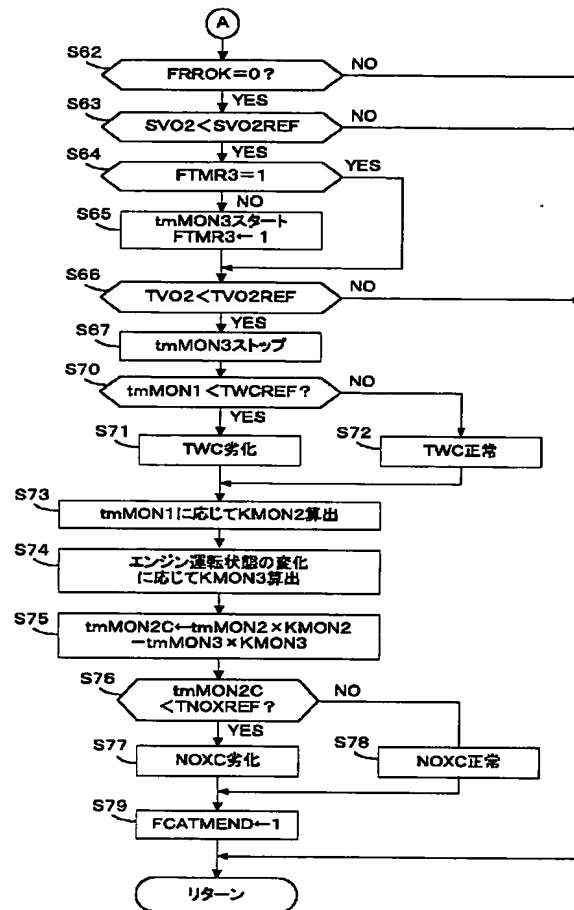 A
S62
FRROK=0?
NO
YES
S63
SVO2<SVO2REF
NO
YES
S64
FTMR3=1
YES
NO
S65
tmMON3スタート
FTMR3←1
S66
TVO2<TVO2REF
NO
YES
S67
tmMON3ストップ
S70
tmMON1<TWCREF?
NO
YES
S71
TWC劣化
S72
TWC正常
S73
tmMON1に応じてKMON2算出
S74
エンジン運転状態の変化
に応じてKMON3算出
S75
tmMON2C←tmMON2×KMON2
−tmMON3×KMON3
S76
tmMON2C
<TNOXREF?
NO
YES
S77
NOXC劣化
S78
NOXC正常
S79
FCATMEND←1
リターン